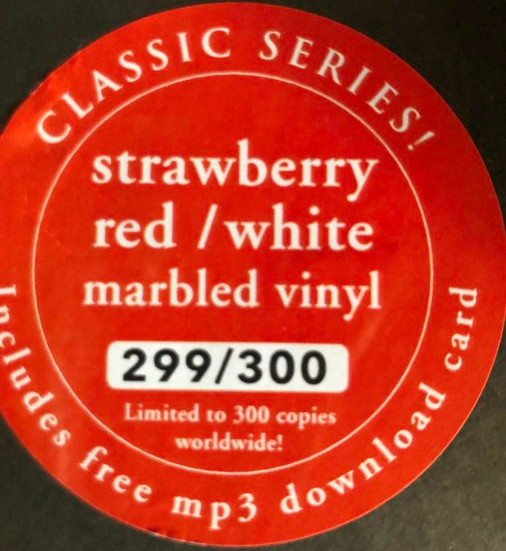 CLASSIC SERIES!
strawberry
red / white
marbled vinyl
299/300
Limited to 300 copies
worldwide!
Includes free mp3 download card